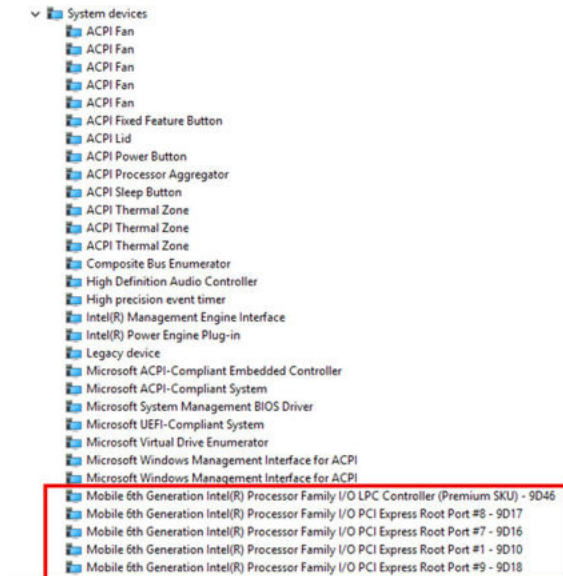 System devices
ACPI Fan
ACPI Fan
ACPI Fan
ACPI Fan
ACPI Fan
ACPI Fixed Feature Button
ACPI Lid
ACPI Power Button
ACPI Processor Aggregator
ACPI Sleep Button
ACPI Thermal Zone
ACPI Thermal Zone
ACPI Thermal Zone
Composite Bus Enumerator
High Definition Audio Controller
High precision event timer
Intel(R) Management Engine Interface
Intel(R) Power Engine Plug-in
Legacy device
Microsoft ACPI-Compliant Embedded Controller
Microsoft ACPI-Compliant System
Microsoft System Management BIOS Driver
Microsoft UEFI-Compliant System
Microsoft Virtual Drive Enumerator
Microsoft Windows Management Interface for ACPI
Microsoft Windows Management Interface for ACPI
Mobile 6th Generation Intel(R) Processor Family I/O LPC Controller (Premium SKU) - 9D46
Mobile 6th Generation Intel(R) Processor Family I/O PCI Express Root Port #8 - 9D17
Mobile 6th Generation Intel(R) Processor Family I/O PCI Express Root Port #7 - 9D16
Mobile 6th Generation Intel(R) Processor Family I/O PCI Express Root Port #1 - 9D10
Mobile 6th Generation Intel(R) Processor Family I/O PCI Express Root Port #9 - 9D18